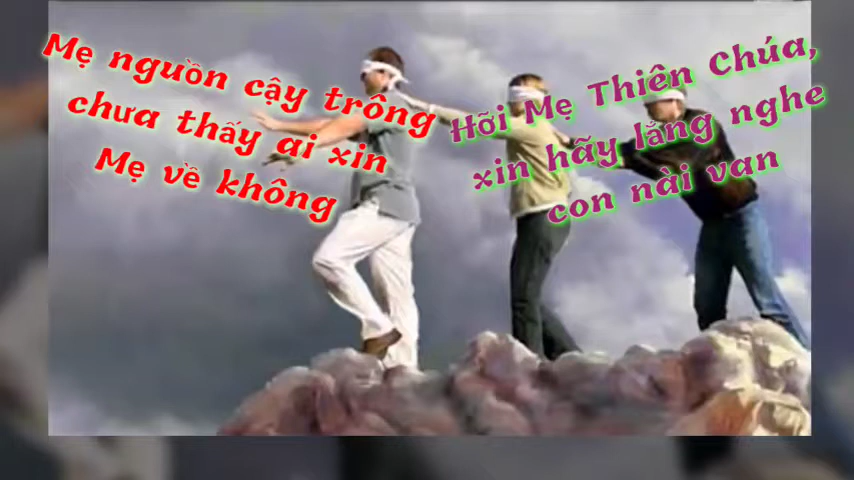 Mẹ nguồn cậy trông
chưa thấy ai xin
Mẹ về không
Hỡi Mẹ Thiên Chúa,
xin hãy lắng nghe
con nài van